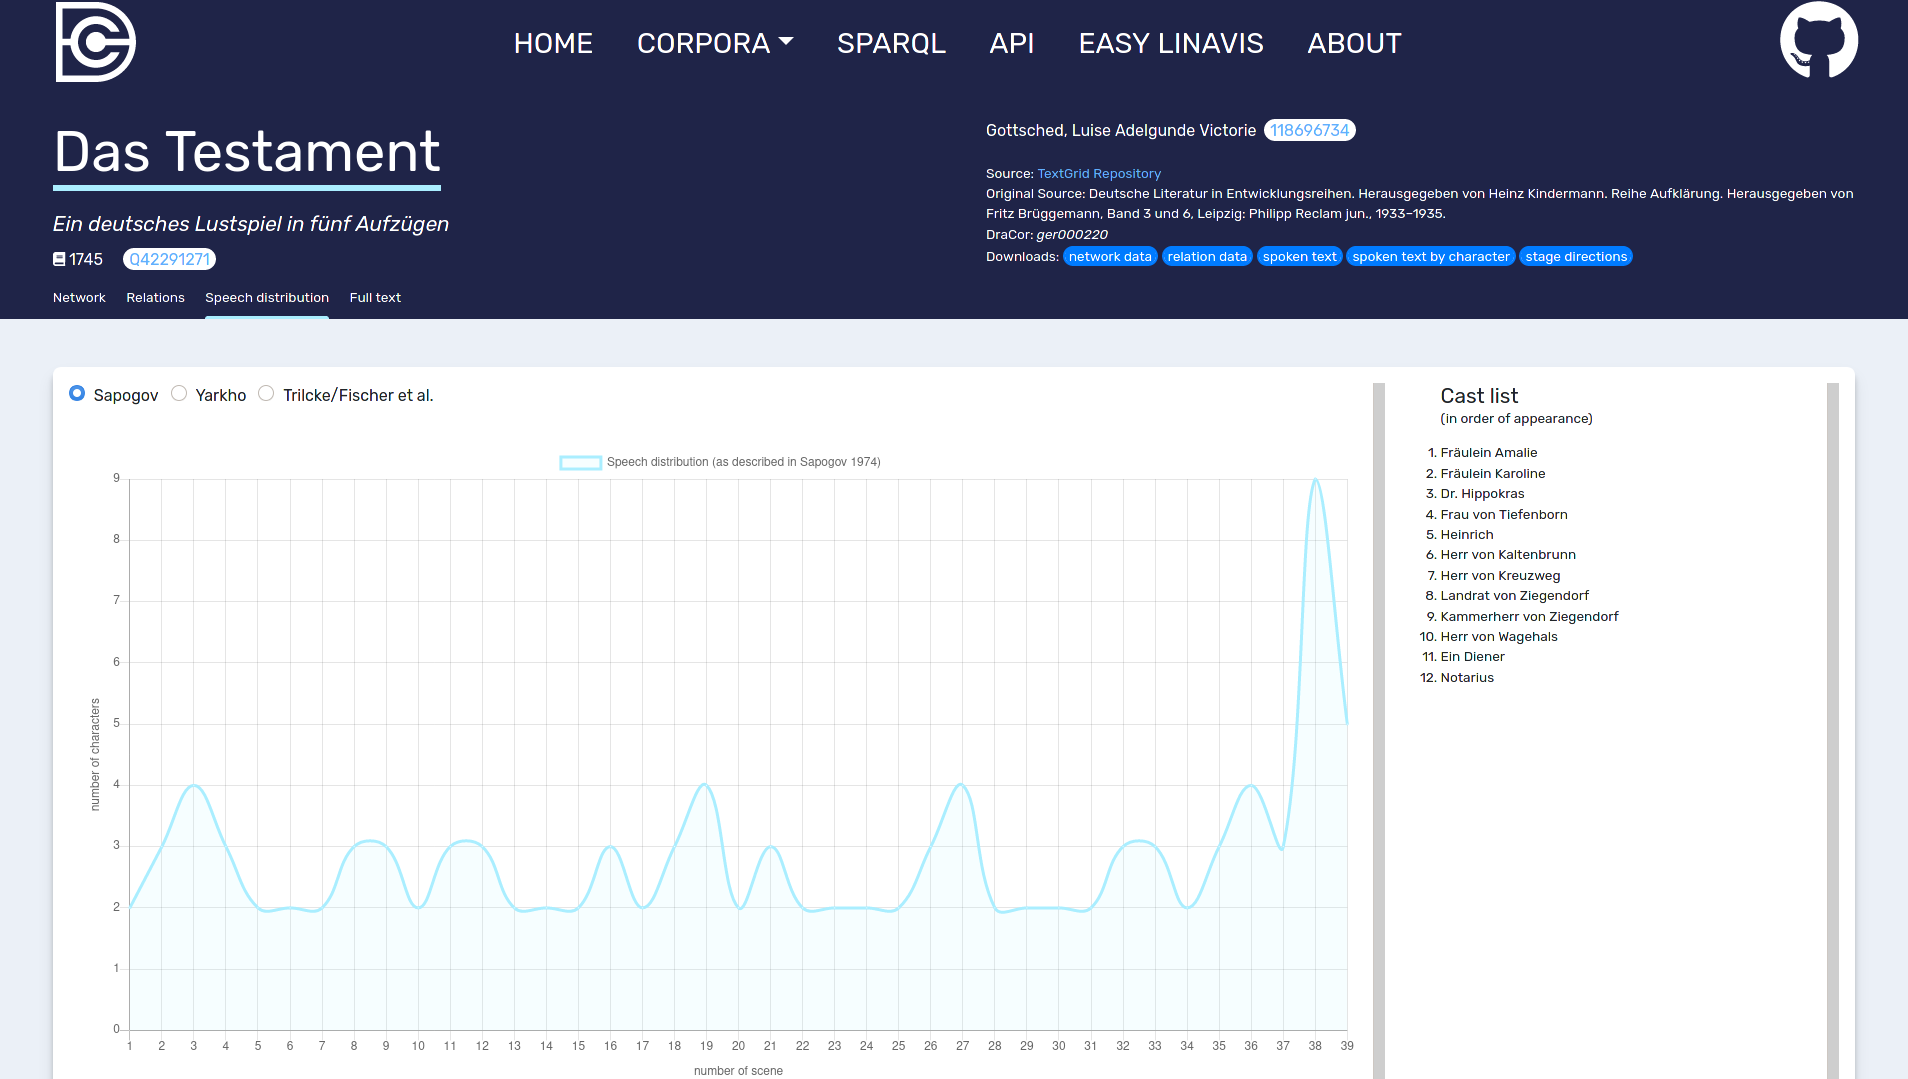 HOME CORPORA SPARQL API EASY LINAVIS ABOUT
Das Testament
Ein deutsches Lustspiel in fünf Aufzügen
1745 Q42291271
Gottsched, Luise Adelgunde Victorie 118696734
Source: TextGrid Repository
Original Source: Deutsche Literatur in Entwicklungsreihen. Herausgegeben von Heinz Kindermann. Reihe Aufklärung. Herausgegeben von
Fritz Brüggemann, Band 3 und 6, Leipzig: Philipp Reclam jun., 1933–1935.
DraCor: ger000220
Downloads: network data relation data spoken text spoken text by character stage directions
Network Relations Speech distribution Full text
Sapogov Yarkho Trilcke/Fischer et al.
Speech distribution (as described in Sapogov 1974)
9
8
7
6
5
4
3
2
1
0
number of characters
1 2 3 4 5 6 7 8 9 10 11 12 13 14 15 16 17 18 19 20 21 22 23 24 25 26 27 28 29 30 31 32 33 34 35 36 37 38 39
number of scene
Cast list
(in order of appearance)
1. Fräulein Amalie
2. Fräulein Karoline
3. Dr. Hippokras
4. Frau von Tiefenborn
5. Heinrich
6. Herr von Kaltenbrunn
7. Herr von Kreuzweg
8. Landrat von Ziegendorf
9. Kammerherr von Ziegendorf
10. Herr von Wagehals
11. Ein Diener
12. Notarius